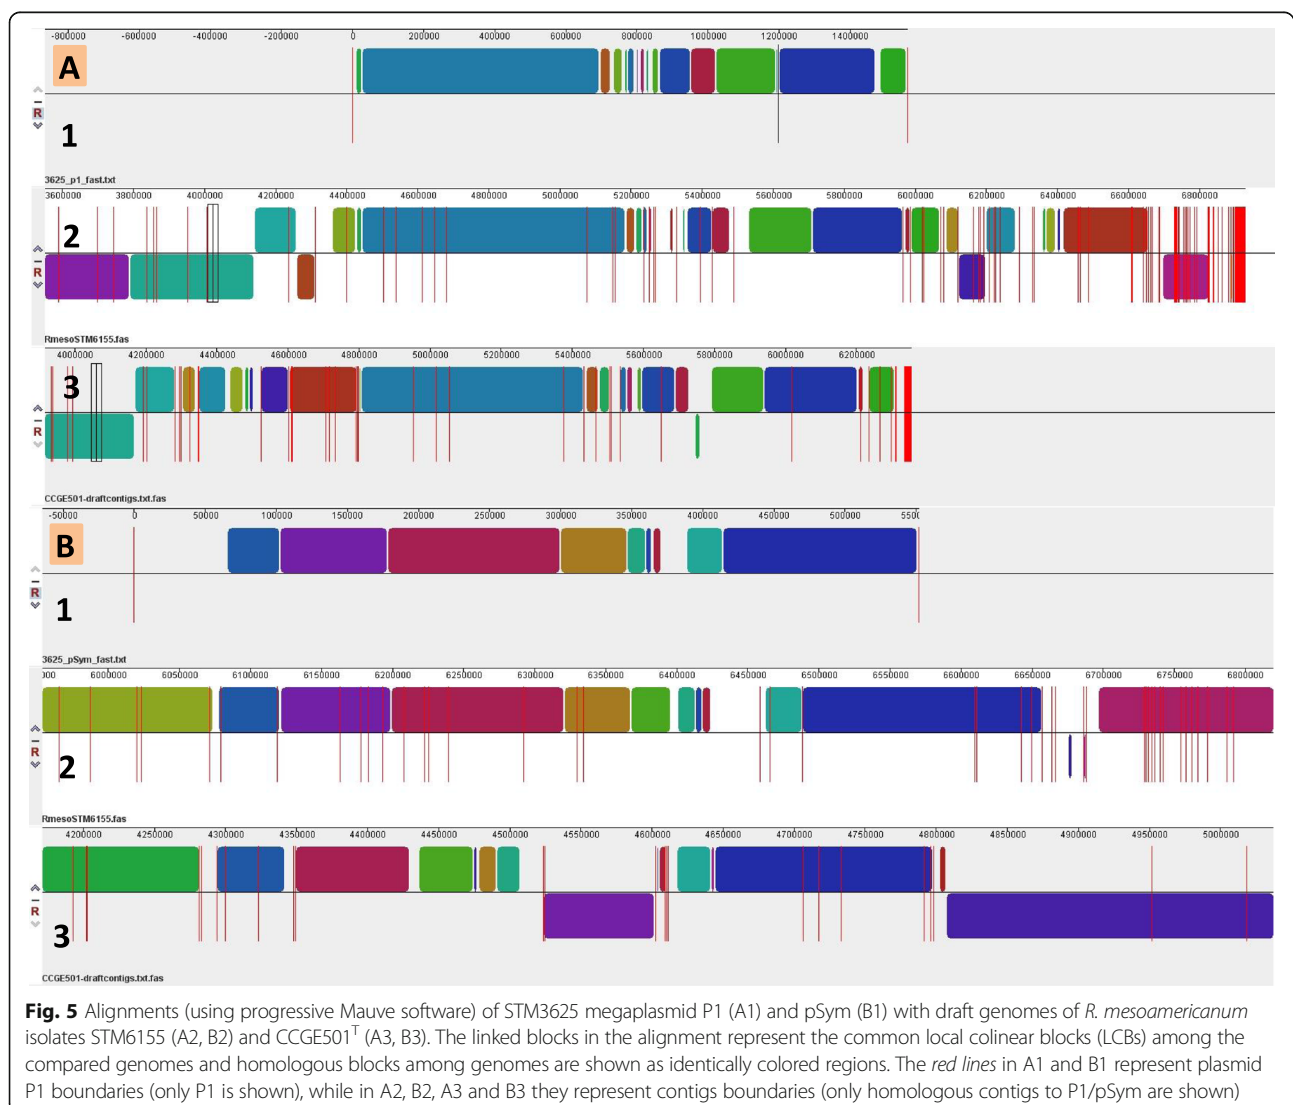 -800000 -600000 -400000 -200000 0 200000 400000 600000 800000 1000000 1200000 1400000
A
R
1
3625_p1_fast.txt
3600000 3800000 4000000 4200000 4400000 4600000 4800000 5000000 5200000 5400000 5600000 5800000 6000000 6200000 6400000 6600000 6800000
2
R
RmesoSTM6155.fas
4000000 4200000 4400000 4600000 4800000 5000000 5200000 5400000 5600000 5800000 6000000 6200000
3
R
CCGE501-draftcontigs.txt.fas
-50000 0 50000 100000 150000 200000 250000 300000 350000 400000 450000 500000 5500
B
R
1
3625_pSym_fast.txt
000 6000000 6050000 6100000 6150000 6200000 6250000 6300000 6350000 6400000 6450000 6500000 6550000 6600000 6650000 6700000 6750000 6800000
R
2
RmesoSTM6155.fas
4200000 4250000 4300000 4350000 4400000 4450000 4500000 4550000 4600000 4650000 4700000 4750000 4800000 4850000 4900000 4950000 5000000
R
3
CCGE501-draftcontigs.txt.fas
Fig. 5 Alignments (using progressive Mauve software) of STM3625 megaplasmid P1 (A1) and pSym (B1) with draft genomes of R. mesoamericanum
isolates STM6155 (A2, B2) and CCGE501T (A3, B3). The linked blocks in the alignment represent the common local colinear blocks (LCBs) among the
compared genomes and homologous blocks among genomes are shown as identically colored regions. The red lines in A1 and B1 represent plasmid
P1 boundaries (only P1 is shown), while in A2, B2, A3 and B3 they represent contigs boundaries (only homologous contigs to P1/pSym are shown)